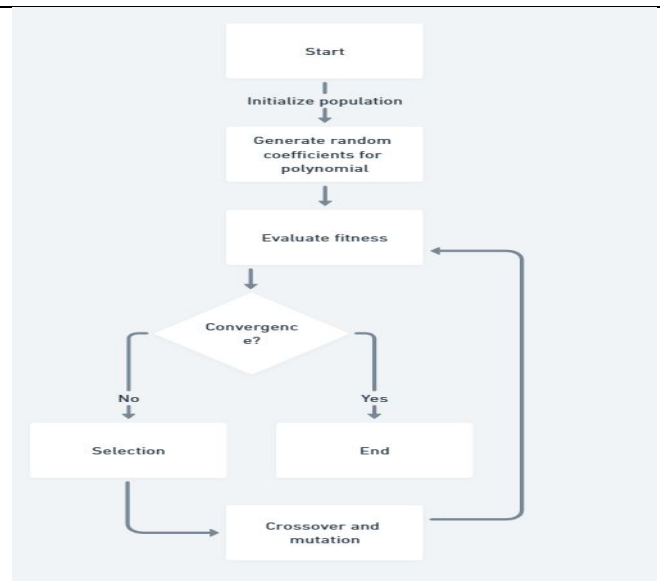 Start
Initialize population
Generate random
coefficients for
polynomial
Evaluate fitness
Convergenc
e?
No
Yes
Selection
End
Crossover and
mutation